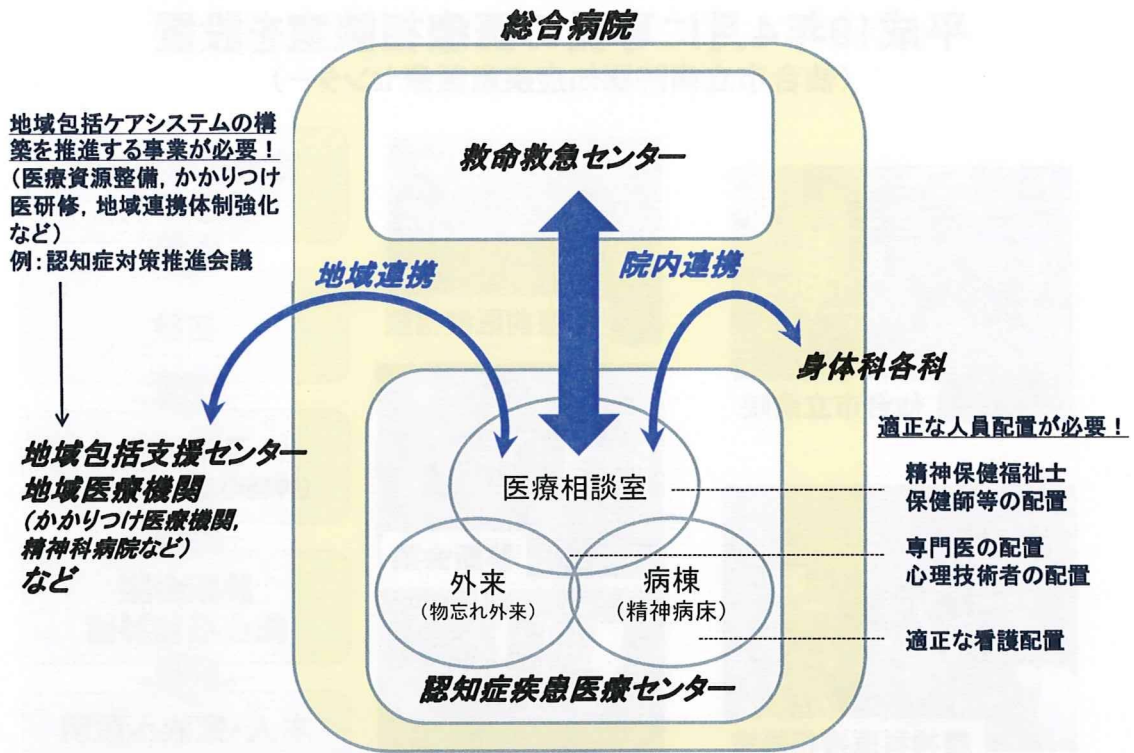 総合病院
地域包括ケアシステムの構
築を推進する事業が必要！
（医療資源整備，かかりつけ
医研修，地域連携体制強化
など）
例：認知症対策推進会議
救命救急センター
地域連携
院内連携
身体科各科
地域包括支援センター
地域医療機関
（かかりつけ医療機関，
精神科病院など）
など
医療相談室
外来
（物忘れ外来）
病棟
（精神病床）
認知症疾患医療センター
適正な人員配置が必要！
精神保健福祉士
保健師等の配置
専門医の配置
心理技術者の配置
適正な看護配置